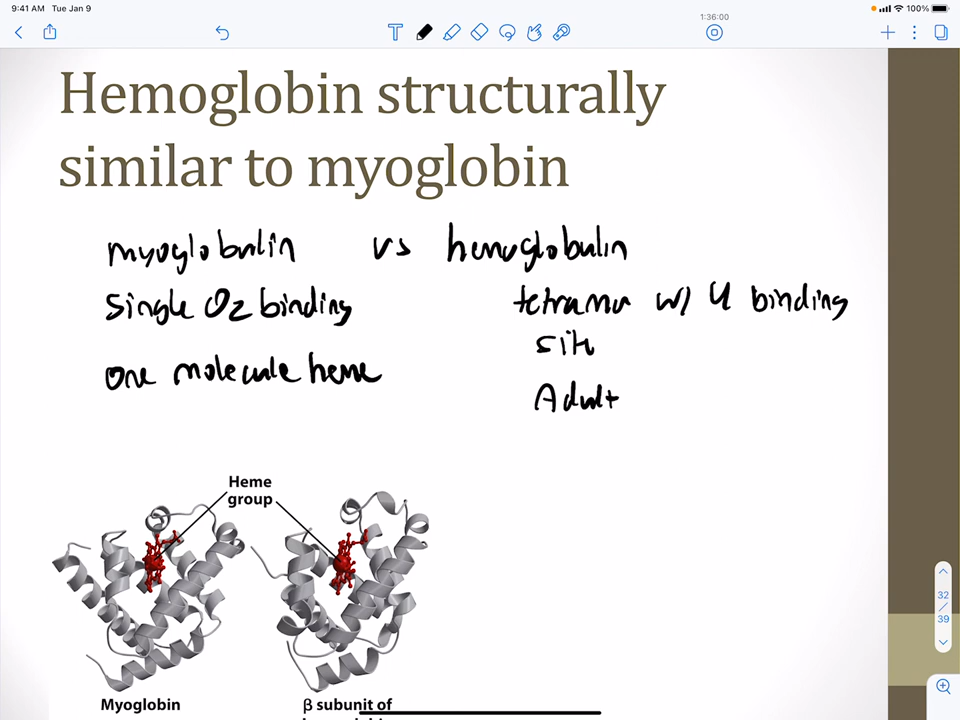 9:41 AM Tue Jan 9
100%
1:36:00
Hemoglobin structurally
similar to myoglobin
myoglobulin vs hemoglobulin
Single O2 binding tetramer w/ 4 binding
site
one molecule heme
Adult
Heme
group
Myoglobin
β subunit of
32
/
39